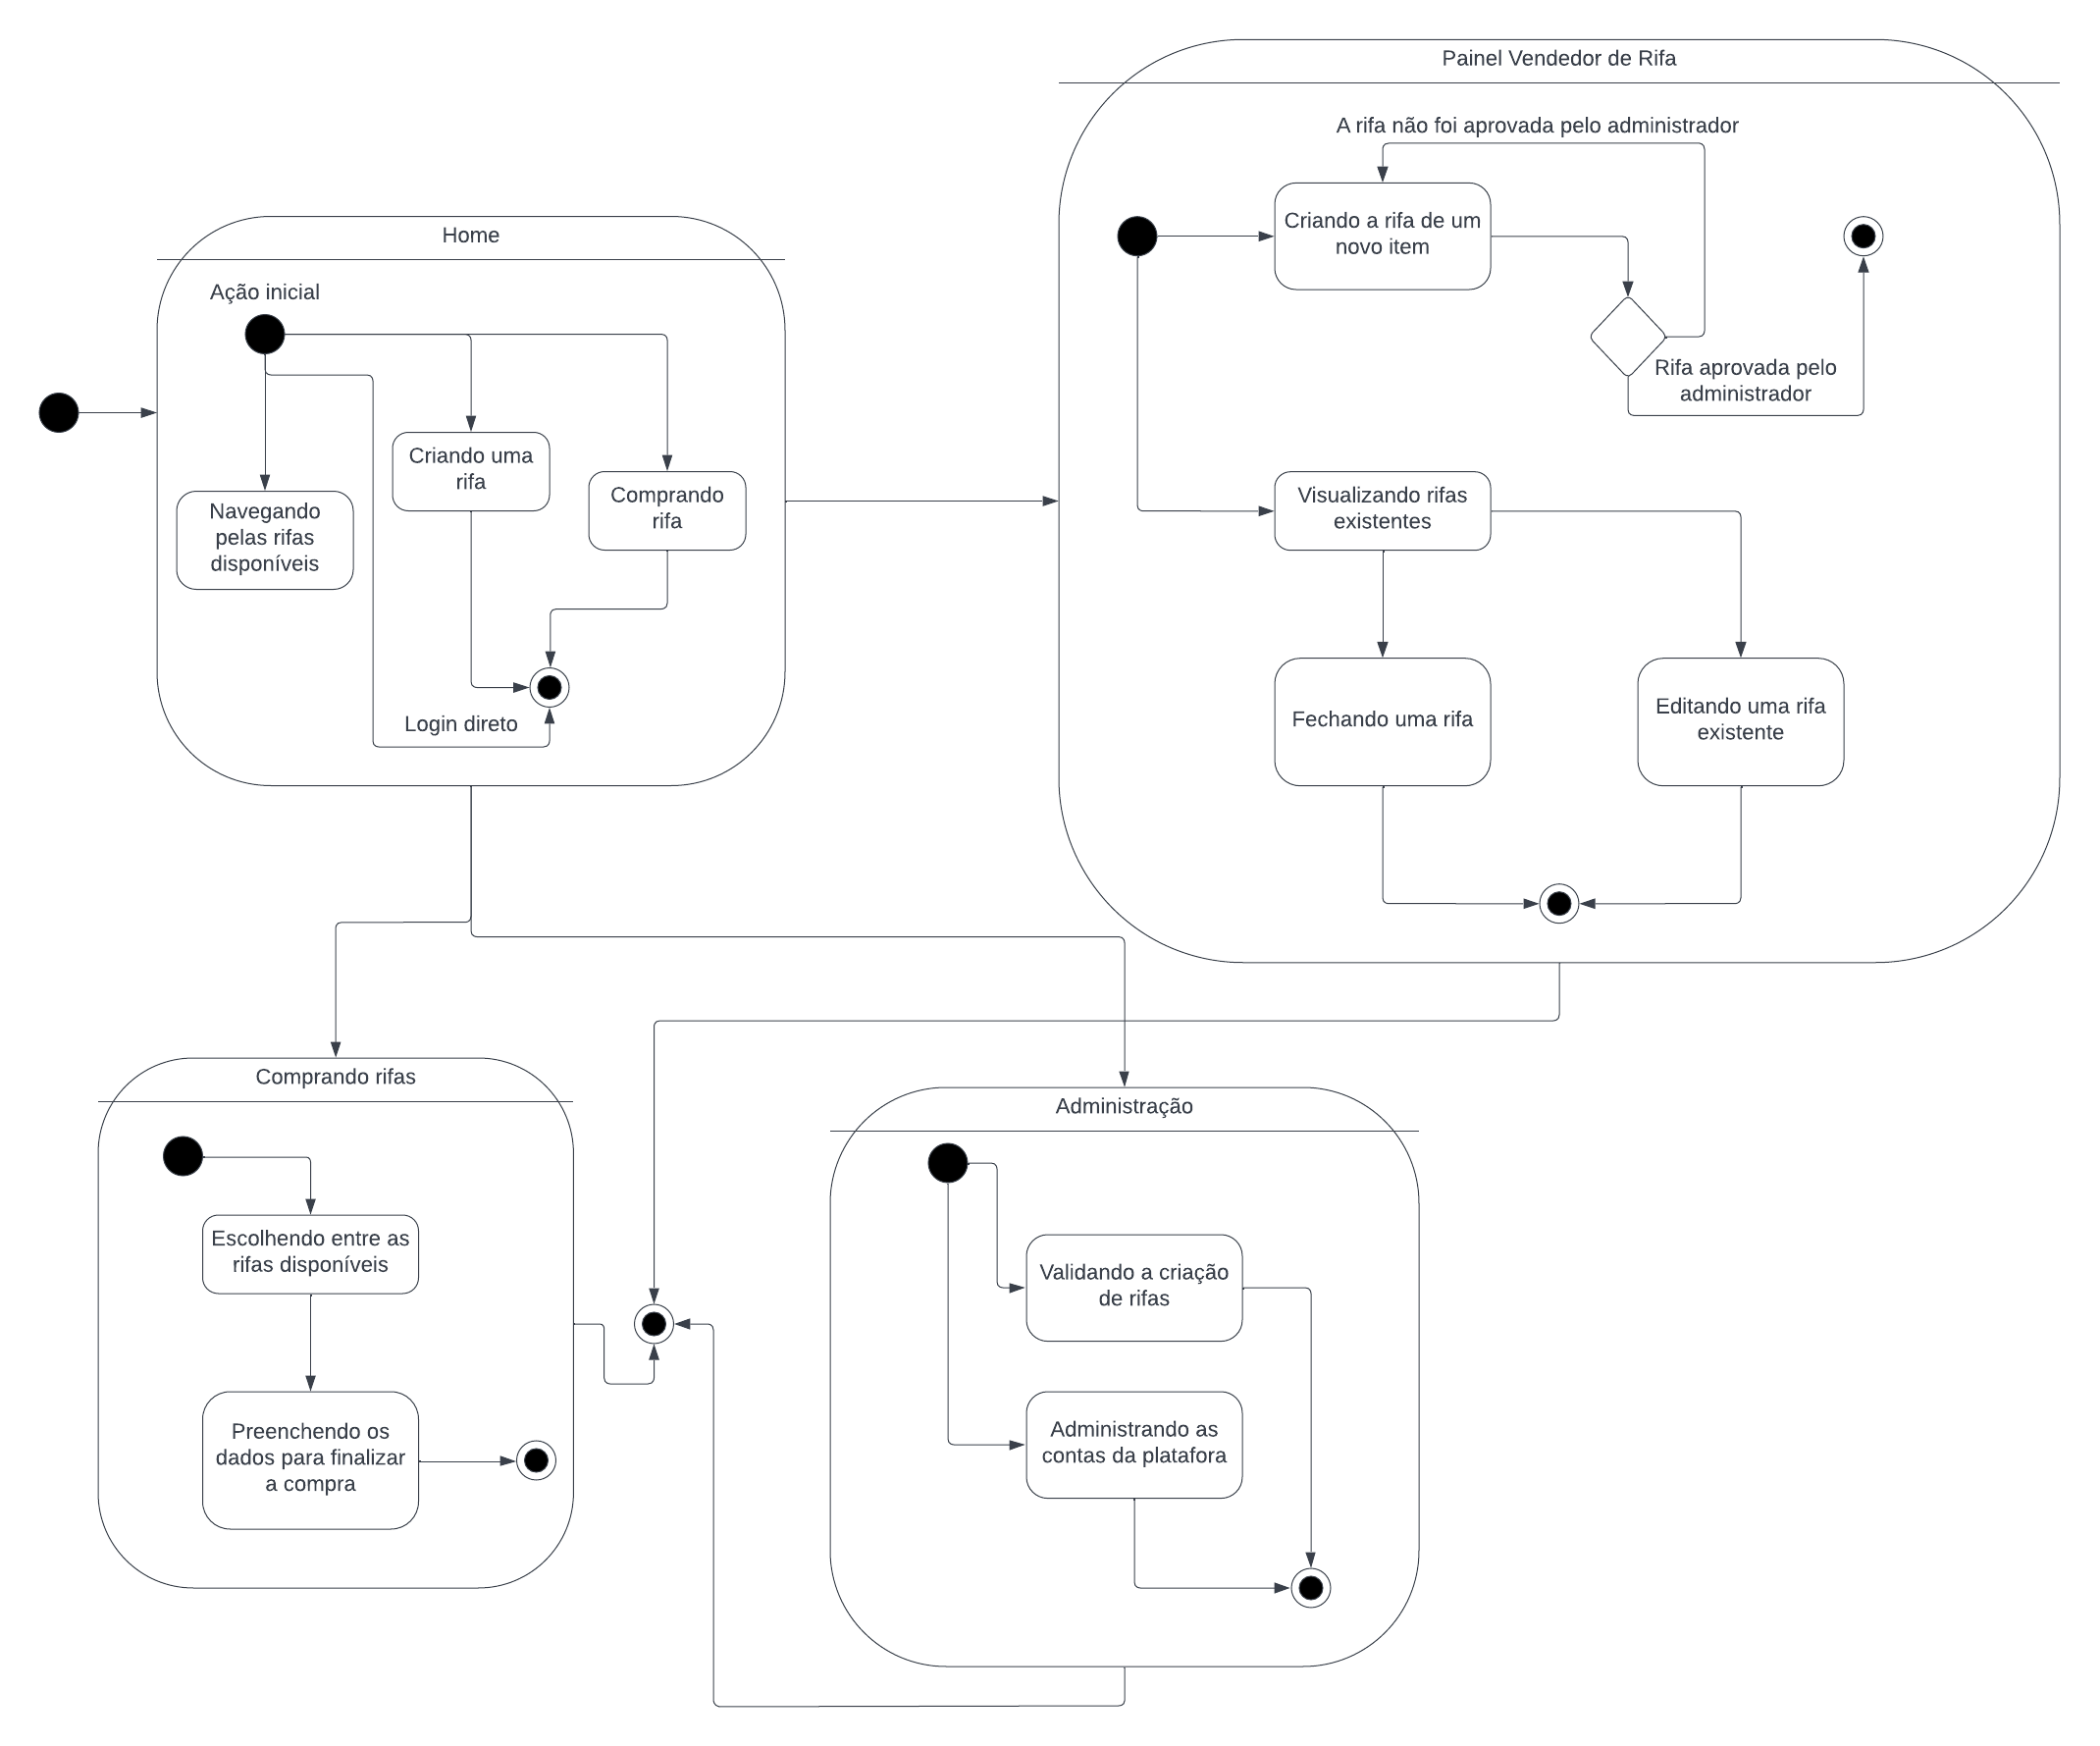 Painel Vendedor de Rifa
A rifa não foi aprovada pelo administrador
Criando a rifa de um
novo item
Rifa aprovada pelo
administrador
Visualizando rifas
existentes
Fechando uma rifa
Editando uma rifa
existente
Home
Ação inicial
Criando uma
rifa
Comprando
rifa
Navegando
pelas rifas
disponíveis
Login direto
Comprando rifas
Escolhendo entre as
rifas disponíveis
Preenchendo os
dados para finalizar
a compra
Administração
Validando a criação
de rifas
Administrando as
contas da platafora